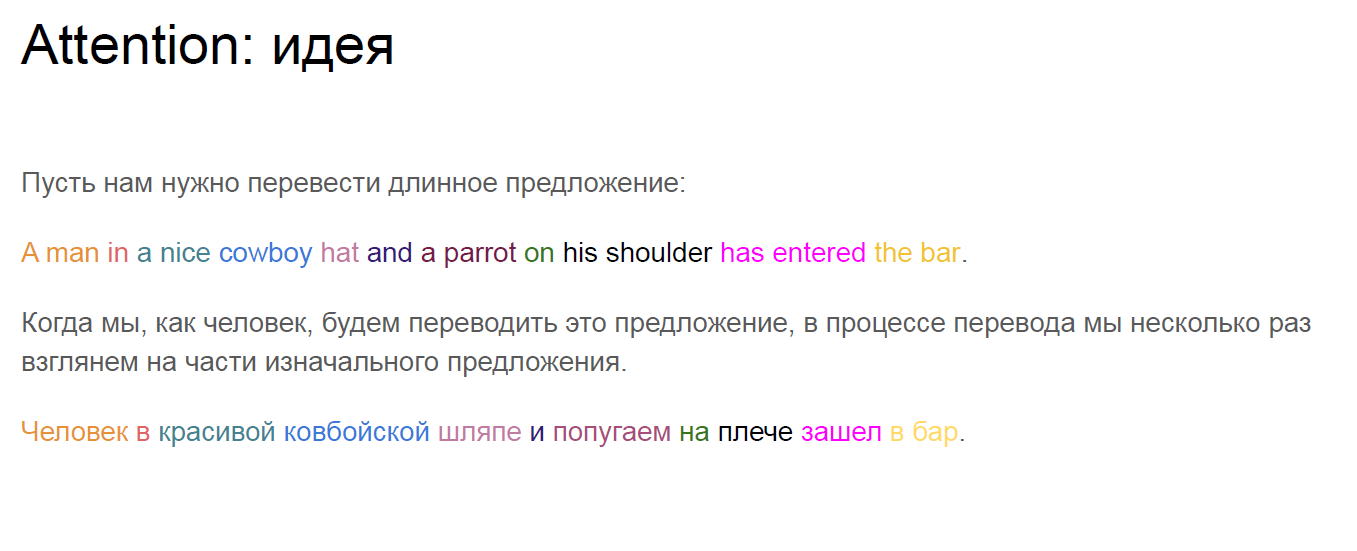 Attention: идея
Пусть нам нужно перевести длинное предложение:
A man in a nice cowboy hat and a parrot on his shoulder has entered the bar.
Когда мы, как человек, будем переводить это предложение, в процессе перевода мы несколько раз
взглянем на части изначального предложения.
Человек в красивой ковбойской шляпе и попугаем на плече зашел в бар.